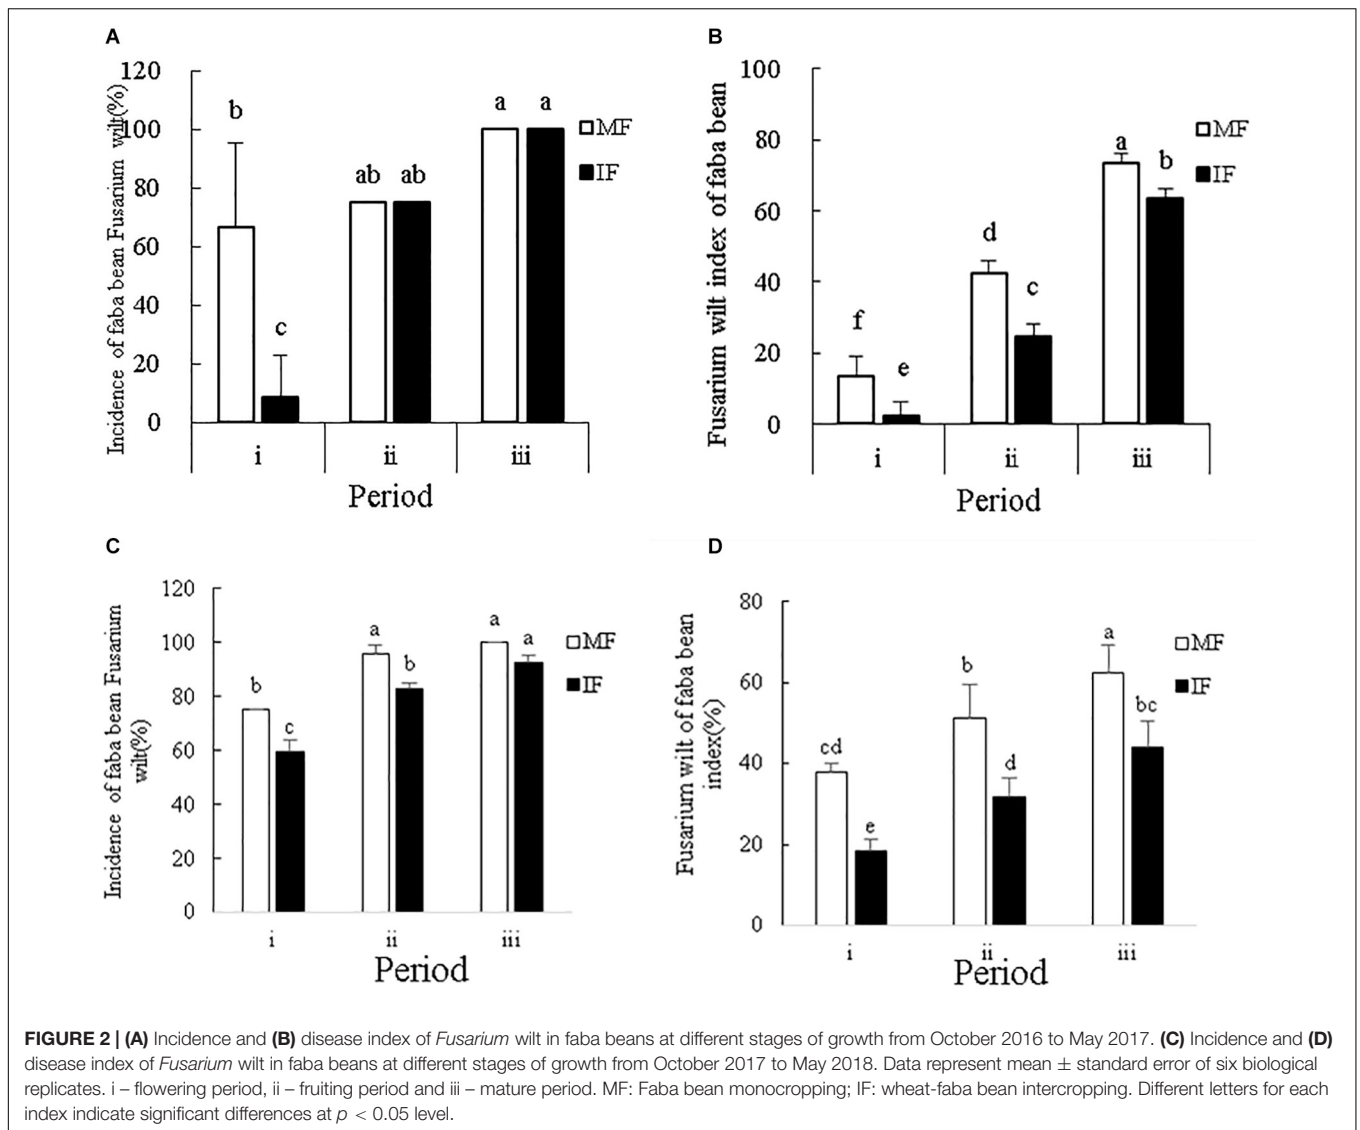 A
Incidence of faba bean Fusarium wilt(%)
120
100
80
60
40
20
0
b
c
ab
ab
a
a
MF
IF
i
ii
iii
Period
B
Fusarium wilt index of faba bean
100
80
60
40
20
0
f
e
d
c
a
b
MF
IF
i
ii
iii
Period
C
Incidence of faba bean Fusarium
wilt(%)
120
100
80
60
40
20
0
b
c
a
b
a
a
MF
IF
i
ii
iii
Period
D
Fusarium wilt of faba bean
index(%)
80
60
40
20
0
cd
e
b
d
a
bc
MF
IF
i
ii
iii
Period
FIGURE 2 | (A) Incidence and (B) disease index of Fusarium wilt in faba beans at different stages of growth from October 2016 to May 2017. (C) Incidence and (D)
disease index of Fusarium wilt in faba beans at different stages of growth from October 2017 to May 2018. Data represent mean ± standard error of six biological
replicates. i – flowering period, ii – fruiting period and iii – mature period. MF: Faba bean monocropping; IF: wheat-faba bean intercropping. Different letters for each
index indicate significant differences at p < 0.05 level.